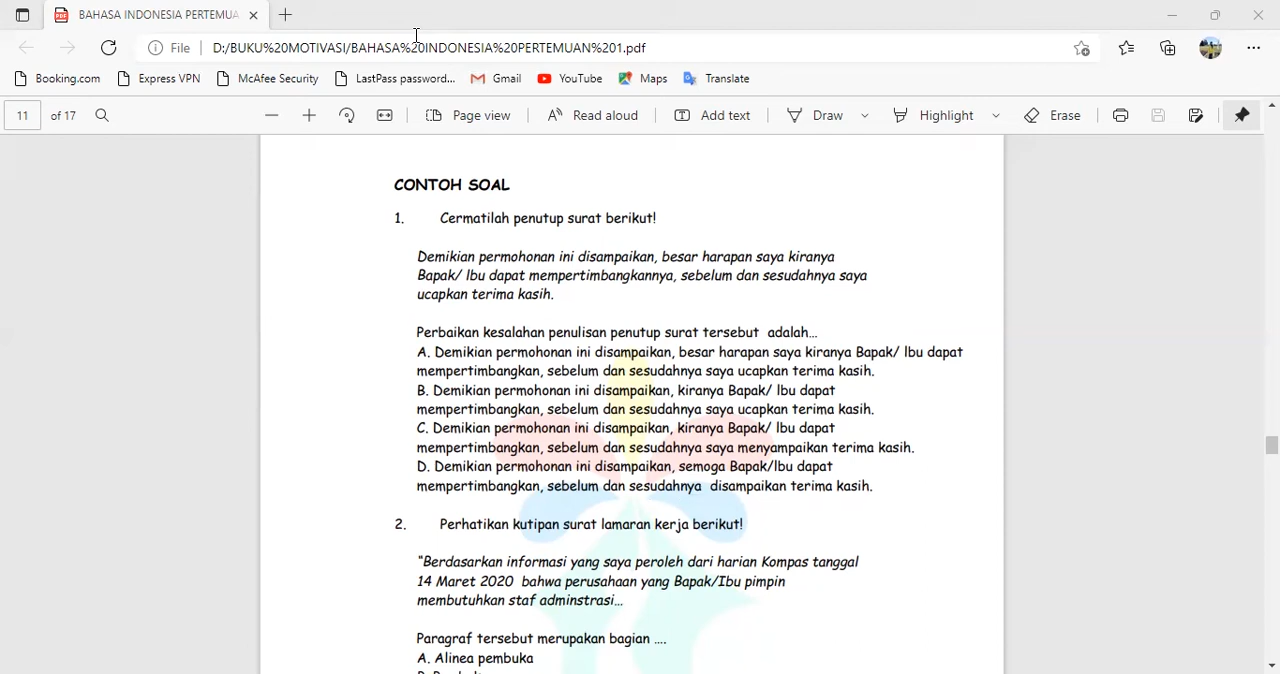 BAHASA INDONESIA PERTEMUA
File D:/BUKU%20MOTIVASI/BAHASA%20INDONESIA%20PERTEMUAN%201.pdf
Booking.com Express VPN McAfee Security LastPass password... Gmail YouTube Maps Translate
11 of 17 Page view Read aloud Add text Draw Highlight Erase
CONTOH SOAL
1. Cermatilah penutup surat berikut!
Demikian permohonan ini disampaikan, besar harapan saya kiranya
Bapak/ Ibu dapat mempertimbangkannya, sebelum dan sesudahnya saya
ucapkan terima kasih.
Perbaikan kesalahan penulisan penutup surat tersebut adalah...
A. Demikian permohonan ini disampaikan, besar harapan saya kiranya Bapak/ Ibu dapat
mempertimbangkan, sebelum dan sesudahnya saya ucapkan terima kasih.
B. Demikian permohonan ini disampaikan, kiranya Bapak/ Ibu dapat
mempertimbangkan, sebelum dan sesudahnya saya ucapkan terima kasih.
C. Demikian permohonan ini disampaikan, kiranya Bapak/ Ibu dapat
mempertimbangkan, sebelum dan sesudahnya saya menyampaikan terima kasih.
D. Demikian permohonan ini disampaikan, semoga Bapak/Ibu dapat
mempertimbangkan, sebelum dan sesudahnya disampaikan terima kasih.
2. Perhatikan kutipan surat lamaran kerja berikut!
"Berdasarkan informasi yang saya peroleh dari harian Kompas tanggal
14 Maret 2020 bahwa perusahaan yang Bapak/Ibu pimpin
membutuhkan staf adminstrasi...
Paragraf tersebut merupakan bagian ....
A. Alinea pembuka